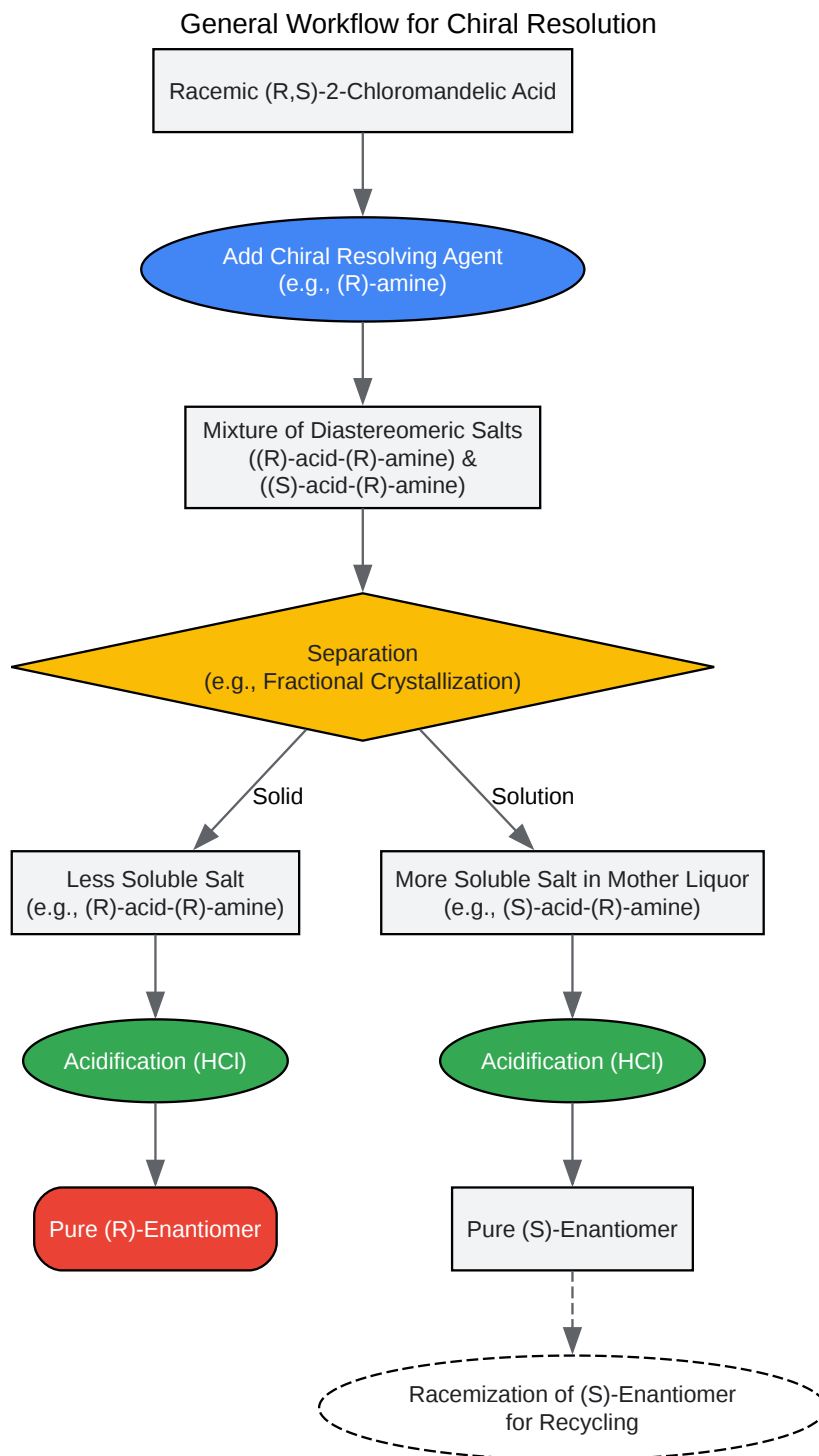 General Workflow for Chiral Resolution
Racemic (R,S)-2-Chloromandelic Acid
Add Chiral Resolving Agent
(e.g., (R)-amine)
Mixture of Diastereomeric Salts
((R)-acid-(R)-amine) &
((S)-acid-(R)-amine)
Separation
(e.g., Fractional Crystallization)
Solid
Solution
Less Soluble Salt
(e.g., (R)-acid-(R)-amine)
More Soluble Salt in Mother Liquor
(e.g., (S)-acid-(R)-amine)
Acidification (HCl)
Acidification (HCl)
Pure (R)-Enantiomer
Pure (S)-Enantiomer
Racemization of (S)-Enantiomer
for Recycling